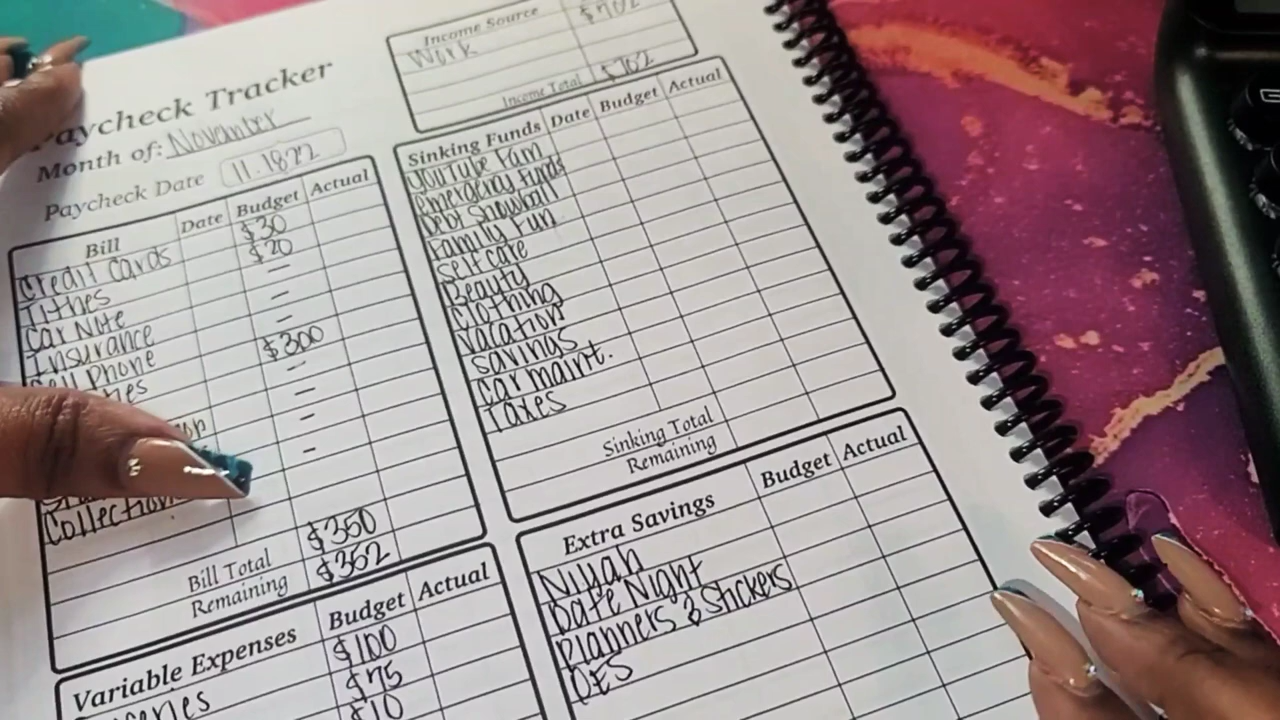 Paycheck Tracker
Month of: November
Paycheck Date 11.18.22
Income Source
Work $702
Income Total $702
Bill Date Budget Actual
Credit Cards $30
Tithes $20
Car Note –
Insurance –
Cell Phone –
$300
–
–
–
–
Collection
Bill Total $350
Remaining $352
Sinking Funds Date Budget Actual
YouTube Fam
Emergency Funds
Debt Snowball
Family Fun
Self care
Beauty
Clothing
Vacation
Savings
Car maint.
Taxes
Sinking Total
Remaining
Variable Expenses Budget Actual
$100
$75
$10
Extra Savings Budget Actual
Niyah
Date Night
Planners & Stickers
OES